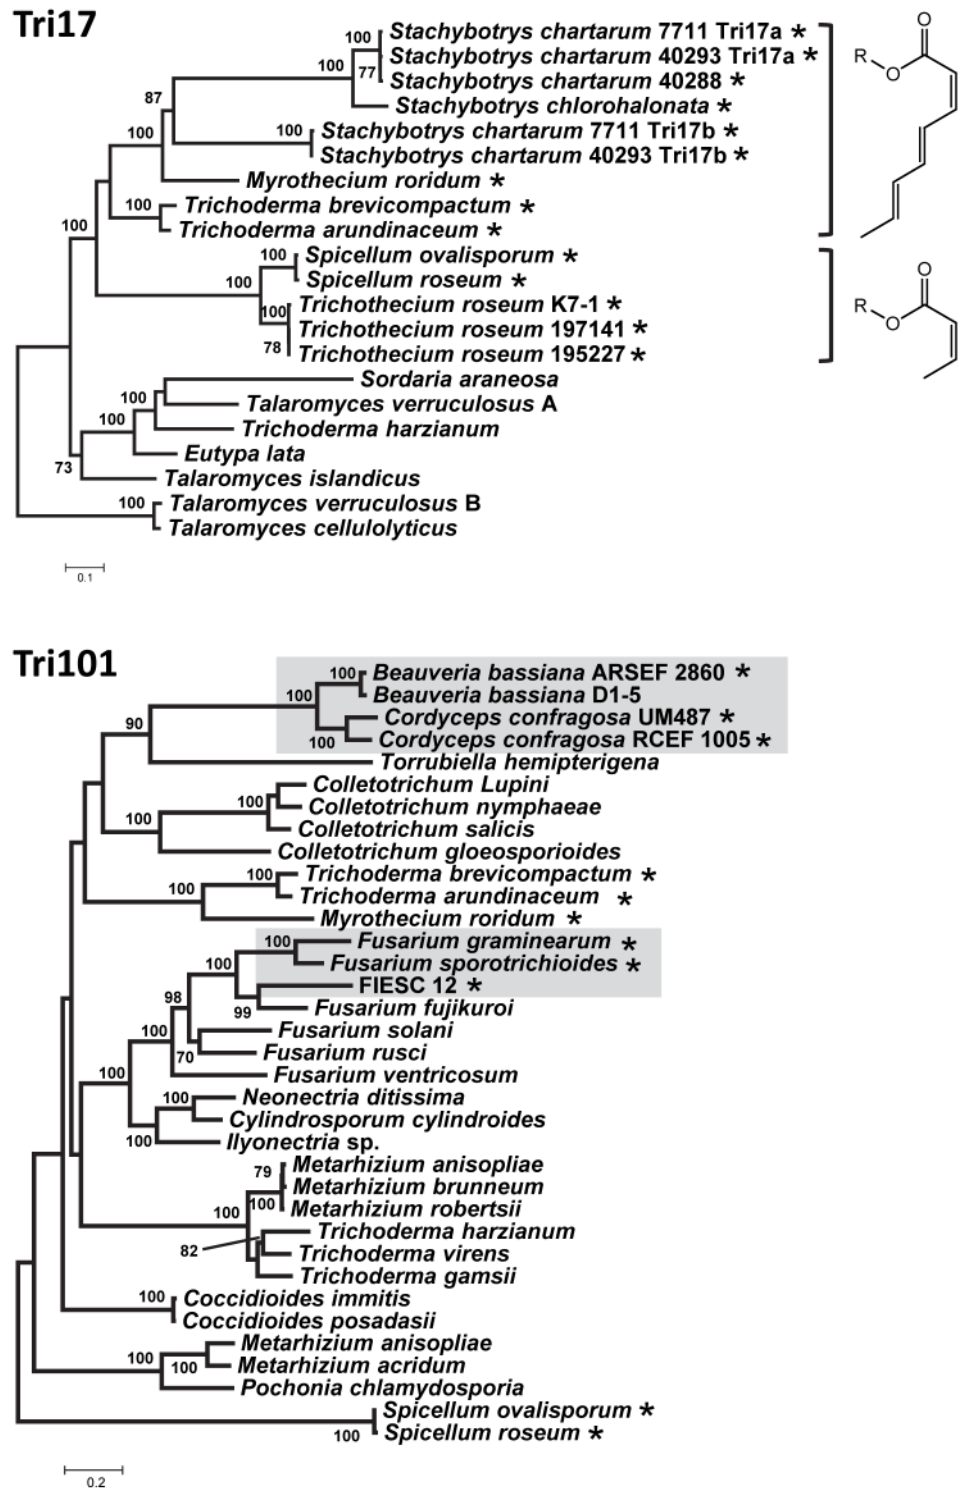 Tri17
Stachybotrys chartarum 7711 Tri17a *
Stachybotrys chartarum 40293 Tri17a *
Stachybotrys chartarum 40288 *
Stachybotrys chlorohalonata *
Stachybotrys chartarum 7711 Tri17b *
Stachybotrys chartarum 40293 Tri17b *
Myrothecium roridum *
Trichoderma brevicompactum *
Trichoderma arundinaceum *
Spicellum ovalisporum *
Spicellum roseum *
Trichothecium roseum K7-1 *
Trichothecium roseum 197141 *
Trichothecium roseum 195227 *
Sordaria araneosa
Talaromyces verruculosus A
Trichoderma harzianum
Eutypa lata
Talaromyces islandicus
Talaromyces verruculosus B
Talaromyces cellulolyticus
100
77
100
87
100
100
100
100
100
100
100
78
100
100
73
100
0.1
O
R
O
O
R
O
Tri101
Beauveria bassiana ARSEF 2860 *
Beauveria bassiana D1-5
Cordyceps confragosa UM487 *
Cordyceps confragosa RCEF 1005 *
Torrubiella hemipterigena
Colletotrichum Lupini
Colletotrichum nymphaeae
Colletotrichum salicis
Colletotrichum gloeosporioides
Trichoderma brevicompactum *
Trichoderma arundinaceum *
Myrothecium roridum *
Fusarium graminearum *
Fusarium sporotrichioides *
FIESC 12 *
Fusarium fujikuroi
Fusarium solani
Fusarium rusci
Fusarium ventricosum
Neonectria ditissima
Cylindrosporum cylindroides
Ilyonectria sp.
Metarhizium anisopliae
Metarhizium brunneum
Metarhizium robertsii
Trichoderma harzianum
Trichoderma virens
Trichoderma gamsii
Coccidioides immitis
Coccidioides posadasii
Metarhizium anisopliae
Metarhizium acridum
Pochonia chlamydosporia
Spicellum ovalisporum *
Spicellum roseum *
100
100
90
100
100
100
100
100
100
100
98
99
100
70
100
100
100
79
100
100
82
100
100
100
100
0.2